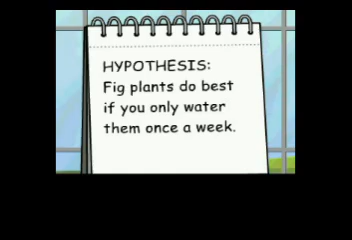 HYPOTHESIS:
Fig plants do best
if you only water
them once a week.